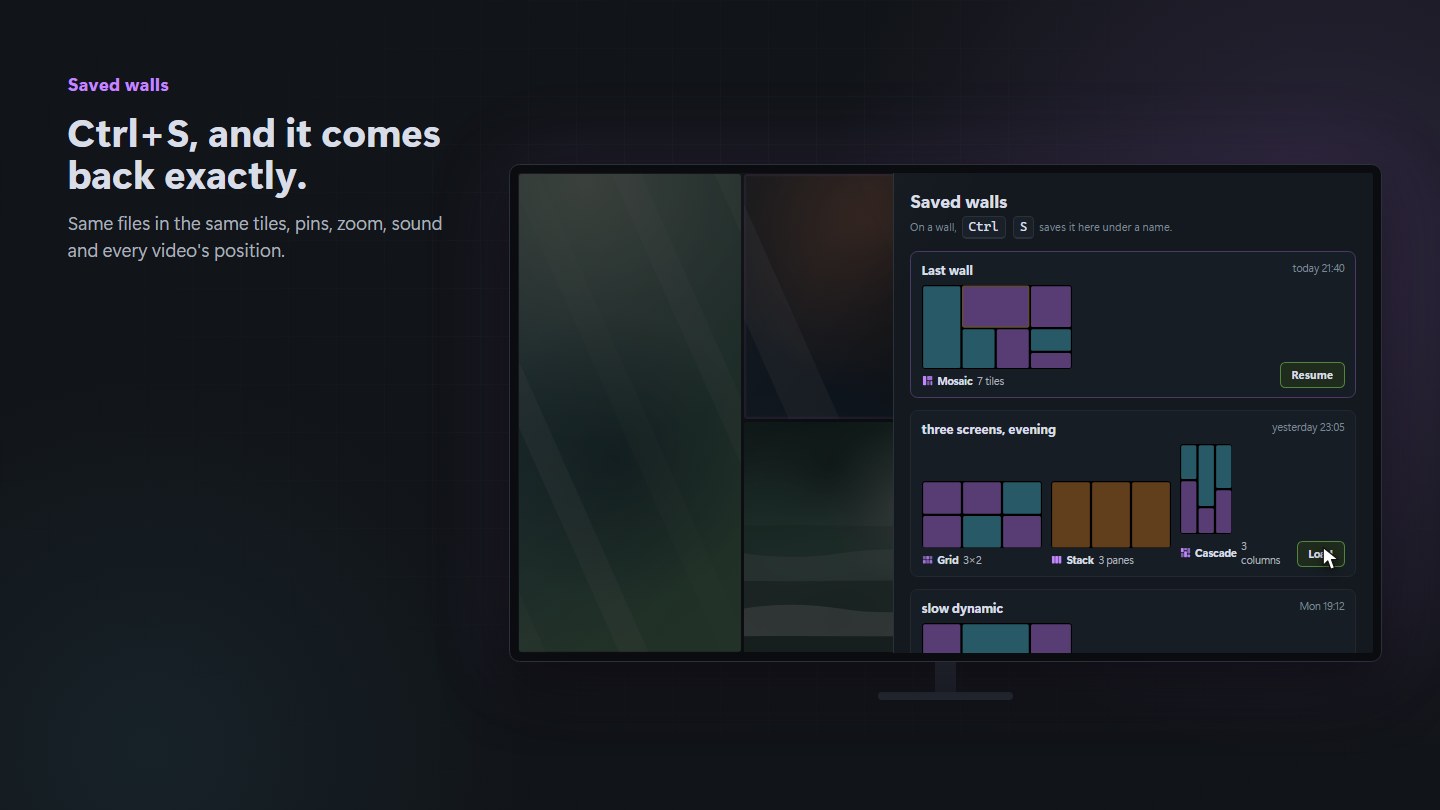 Saved walls
Ctrl+S, and it comes
back exactly.
Same files in the same tiles, pins, zoom, sound
and every video's position.
Saved walls
On a wall, Ctrl S saves it here under a name.
Last wall
today 21:40
Mosaic 7 tiles
Resume
three screens, evening
yesterday 23:05
Grid 3×2
Stack 3 panes
Cascade 3 columns
slow dynamic
Mon 19:12